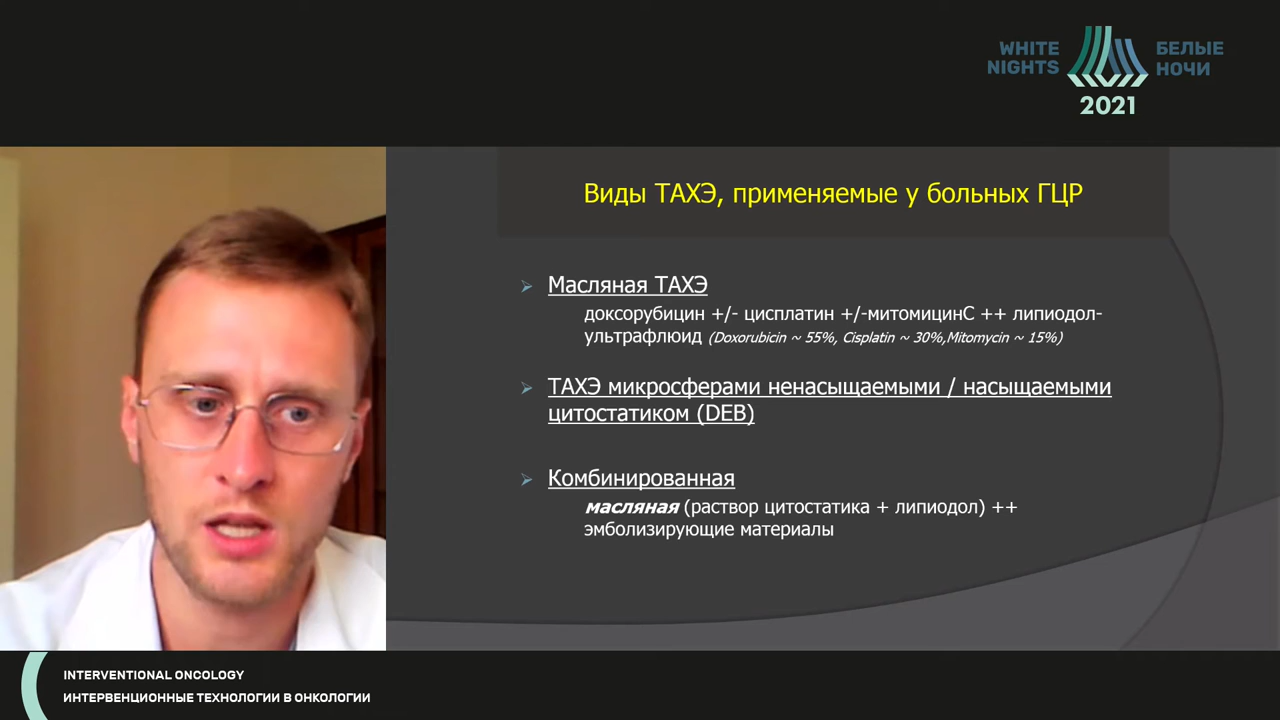 WHITE
NIGHTS
БЕЛЫЕ
НОЧИ
2021
Виды ТАХЭ, применяемые у больных ГЦР
Масляная ТАХЭ
доксорубицин +/- цисплатин +/-митомицинС ++ липиодол-
ультрафлюид (Doxorubicin ~ 55%, Cisplatin ~ 30%,Mitomycin ~ 15%)
ТАХЭ микросферами ненасыщаемыми / насыщаемыми
цитостатиком (DEB)
Комбинированная
масляная (раствор цитостатика + липиодол) ++
эмболизирующие материалы
INTERVENTIONAL ONCOLOGY
ИНТЕРВЕНЦИОННЫЕ ТЕХНОЛОГИИ В ОНКОЛОГИИ